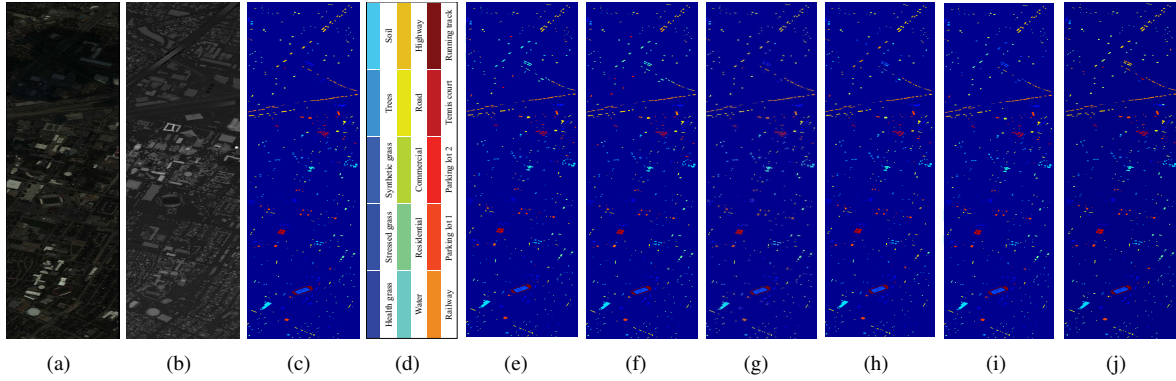 Soil
Highway
Running track
Trees
Road
Tennis court
Synthetic grass
Commercial
Parking lot 2
Stressed grass
Residential
Parking lot 1
Health grass
Water
Railway
(a) (b) (c) (d) (e) (f) (g) (h) (i) (j)